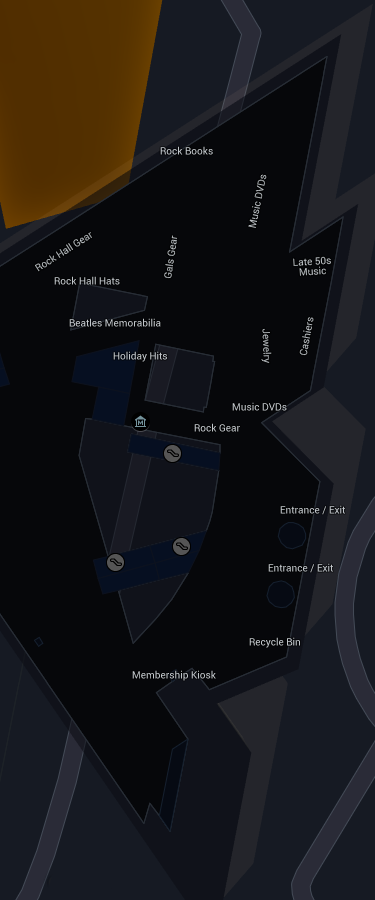 Rock Books
Music DVDs
Rock Hall Gear
Gals Gear
Late 50s
Music
Rock Hall Hats
Beatles Memorabilia
Cashiers
Jewelry
Holiday Hits
Music DVDs
Rock Gear
Entrance / Exit
Entrance / Exit
Recycle Bin
Membership Kiosk